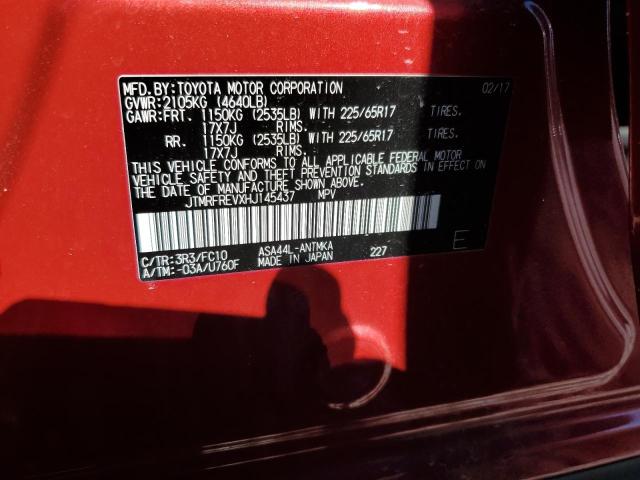 MFD.BY:TOYOTA MOTOR CORPORATION 02/17
GVWR:2105KG (4640LB)
GAWR:FRT. 1150KG (2535LB) WITH 225/65R17 TIRES.
17X7J RIMS.
RR. 1150KG (2535LB) WITH 225/65R17 TIRES.
17X7J RIMS.
THIS VEHICLE CONFORMS TO ALL APPLICABLE FEDERAL MOTOR
VEHICLE SAFETY AND THEFT PREVENTION STANDARDS IN EFFECT ON
THE DATE OF MANUFACTURE SHOWN ABOVE.
JTMRFREVXHJ145437 MPV
C/TR:3R3/FC10 ASA44L-ANTMKA 227 E
A/TM:-03A/U760F MADE IN JAPAN